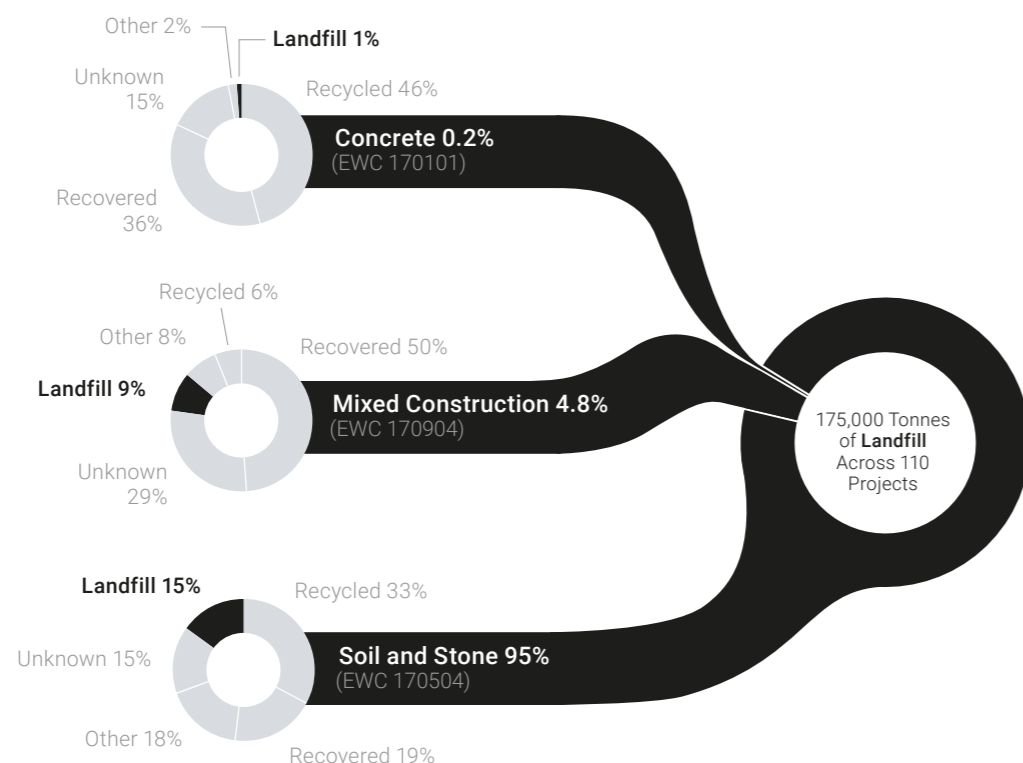 Other 2%
Landfill 1%
Unknown
15%
Recycled 46%
Concrete 0.2%
(EWC 170101)
Recovered
36%
Recycled 6%
Other 8%
Recovered 50%
Landfill 9%
Mixed Construction 4.8%
(EWC 170904)
Unknown
29%
175,000 Tonnes
of Landfill
Across 110
Projects
Landfill 15%
Recycled 33%
Unknown 15%
Soil and Stone 95%
(EWC 170504)
Other 18%
Recovered 19%